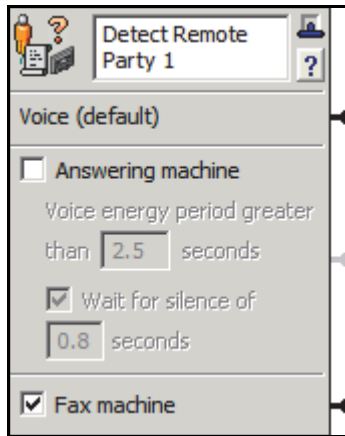 Detect Remote
Party 1
?
Voice (default)
Answering machine
Voice energy period greater
than 2.5 seconds
Wait for silence of
0.8 seconds
Fax machine